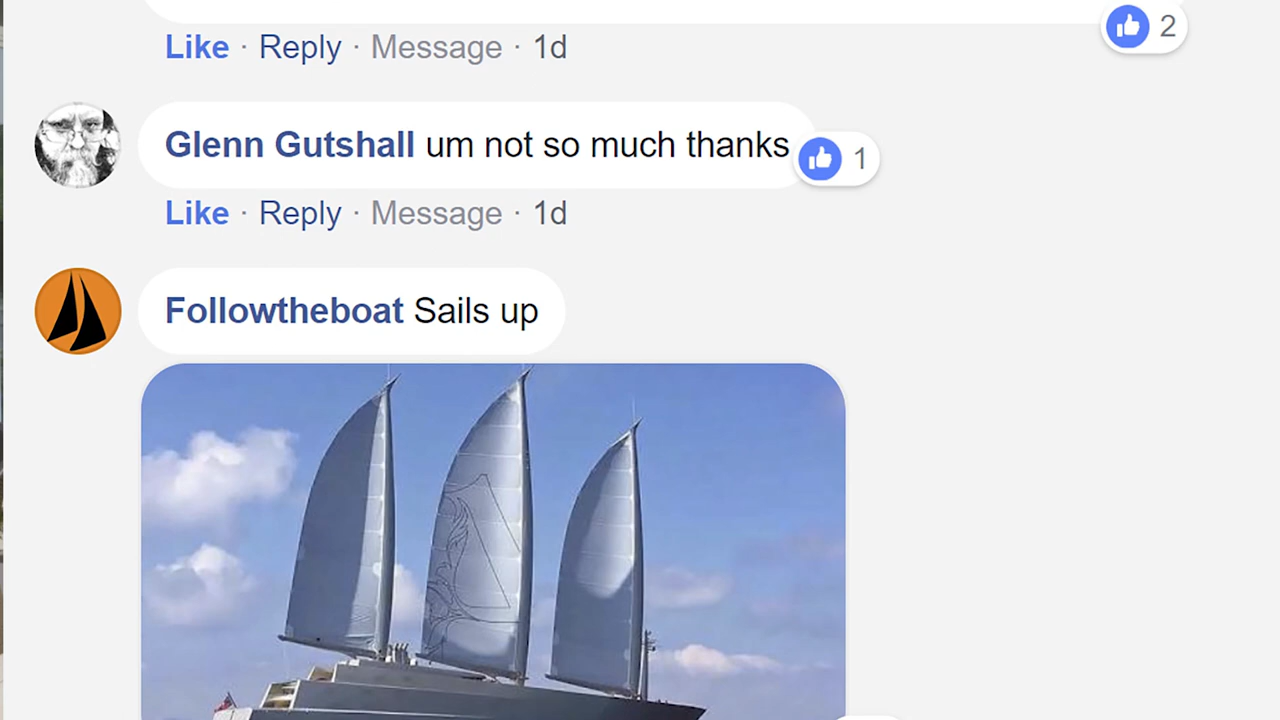 Like · Reply · Message · 1d
2
Glenn Gutshall um not so much thanks
1
Like · Reply · Message · 1d
Followtheboat Sails up